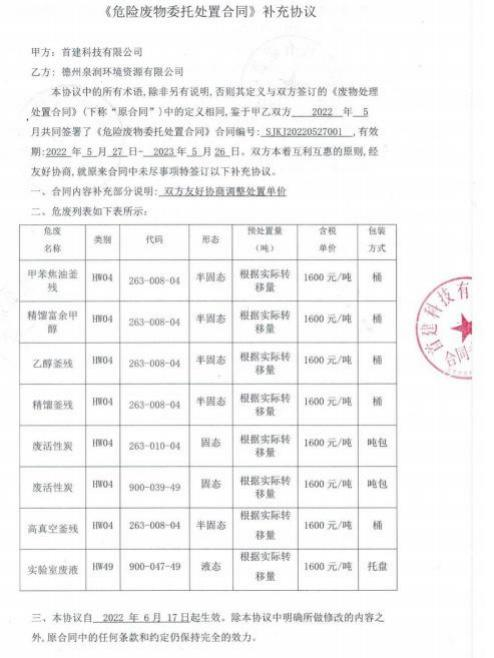 《危险废物委托处置合同》补充协议
甲方：首建科技有限公司
乙方：德州泉润环境资源有限公司
本协议中的所有术语,除非另有说明,否则其定义与双方签订的《废物处理
处置合同》(下称“原合同”)中的定义相同,鉴于甲乙双方 2022 年 5
月共同签署了《危险废物委托处置合同》合同编号: SJKJ20220527001 ,有效
期:2022 年 5 月 27 日- 2023 年 5 月 26 日。双方本着互利互惠的原则,经
友好协商,就原来合同中未尽事项特签订以下补充协议。
一、合同内容补充部分说明: 双方友好协商调整处置单价
二、危废列表如下表所示:
危废名称 类别 代码 形态 预处置量（吨） 含税单价 包装方式
甲苯焦油釜残 HW04 263-008-04 半固态 根据实际转移量 1600 元/吨 桶
精馏富余甲醇 HW04 263-008-04 半固态 根据实际转移量 1600 元/吨 桶
乙醇釜残 HW04 263-008-04 半固态 根据实际转移量 1600 元/吨 桶
精馏釜残 HW04 263-008-04 半固态 根据实际转移量 1600 元/吨 桶
废活性炭 HW04 263-010-04 固态 根据实际转移量 1600 元/吨 吨包
废活性炭 HW04 900-039-49 固态 根据实际转移量 1600 元/吨 吨包
高真空釜残 HW04 263-008-04 半固态 根据实际转移量 1600 元/吨 桶
实验室废液 HW49 900-047-49 液态 根据实际转移量 1600 元/吨 托盘
三、本协议自 2022 年 6 月 17 日起生效。除本协议中明确所做修改的内容之
外,原合同中的任何条款和约定仍保持完全的效力。
首建科技有
合同